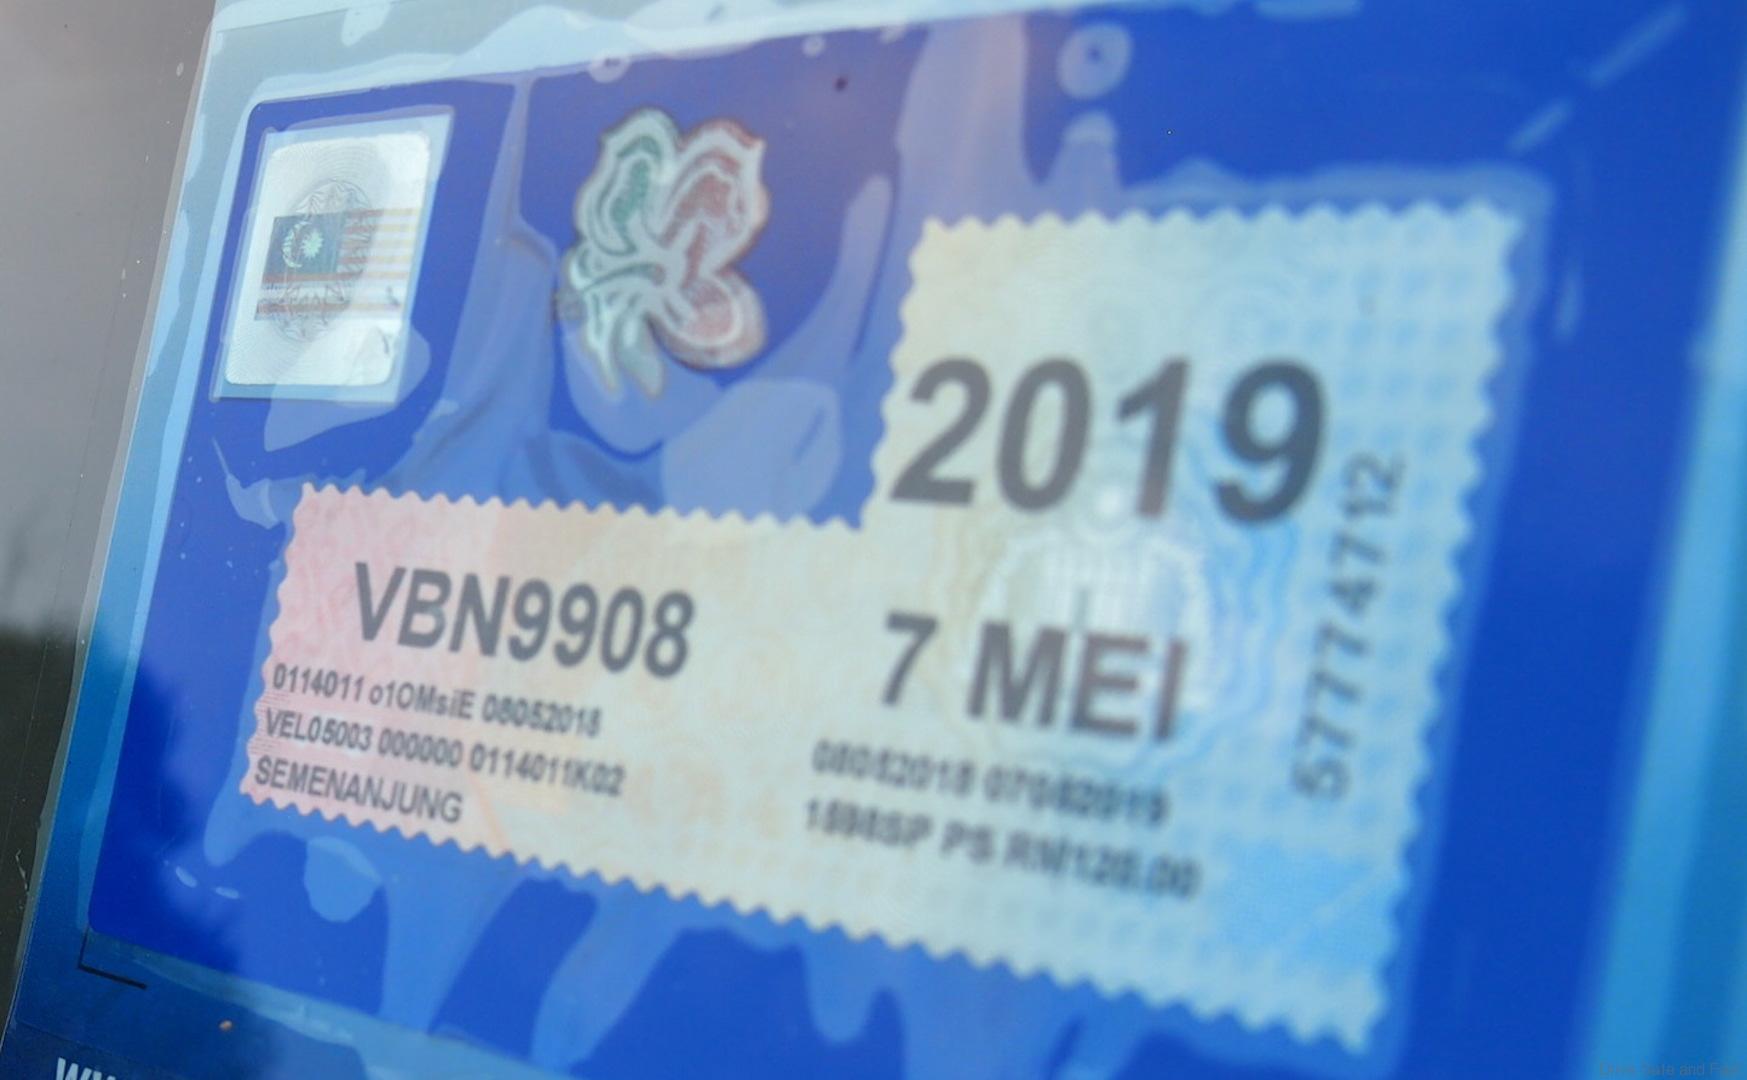 2019
57774712
VBN9908
7 MEI
0114011 o1OMsiE 08052018
VEL05003 000000 0114011K02
SEMENANJUNG
08052018 07052019
1598SP PS RM120.00